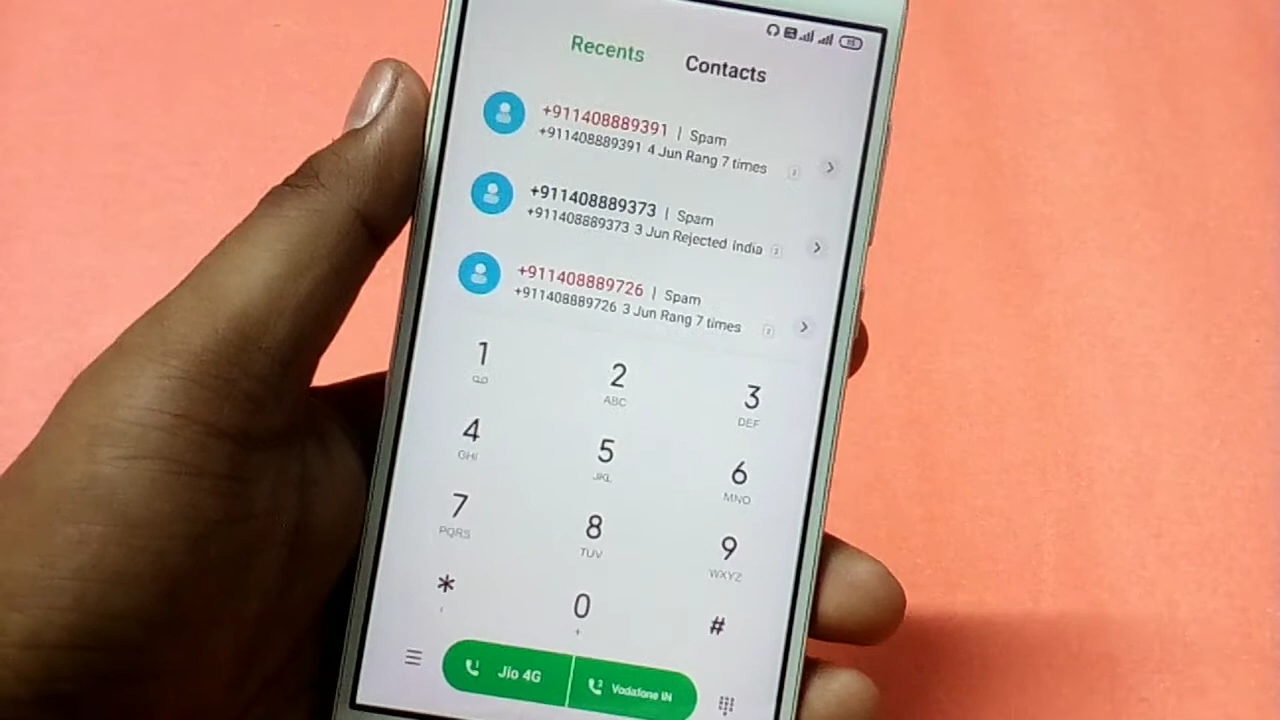 Recents Contacts
+911408889391 | Spam
+911408889391 4 Jun Rang 7 times
+911408889373 | Spam
+911408889373 3 Jun Rejected India
+911408889726 | Spam
+911408889726 3 Jun Rang 7 times
1 2 3
ABC DEF
4 5 6
GHI JKL MNO
7 8 9
PQRS TUV WXYZ
* 0 #
+
Jio 4G Vodafone IN